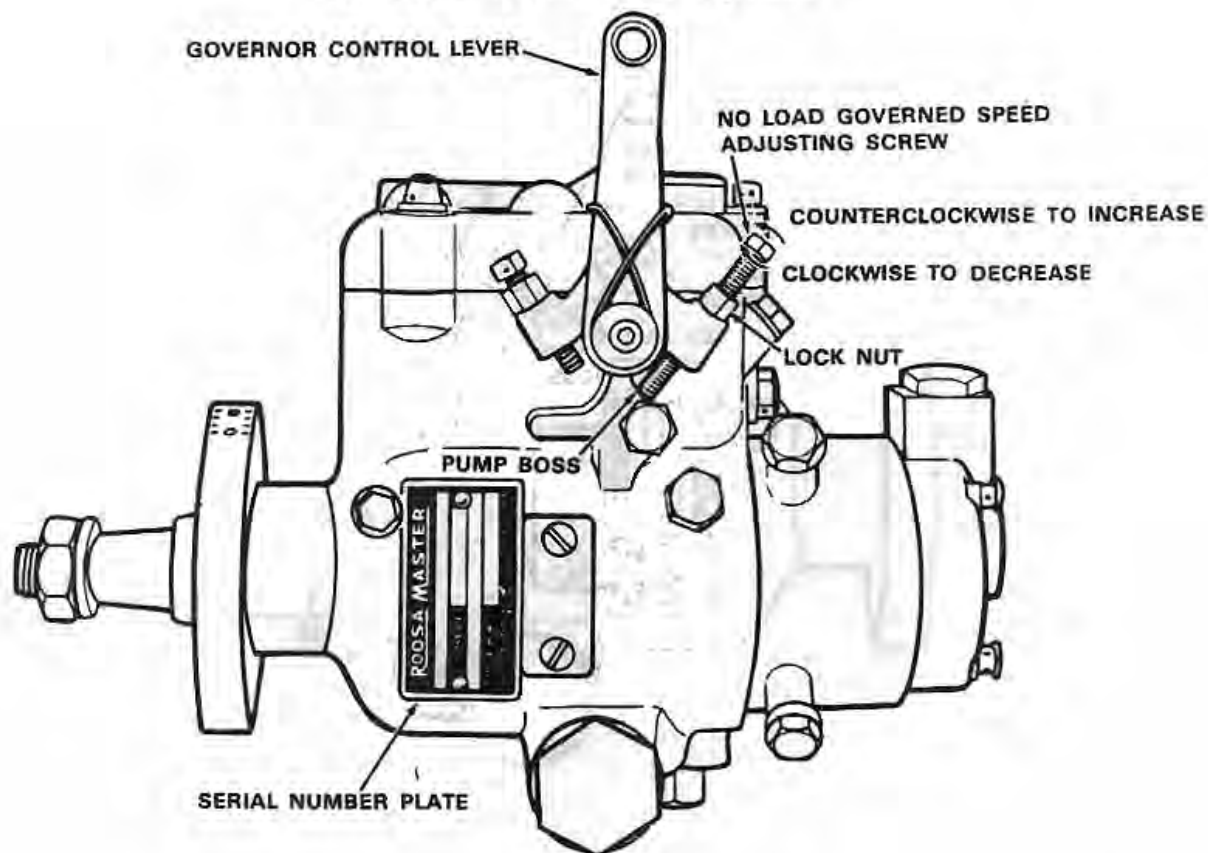 GOVERNOR CONTROL LEVER
NO LOAD GOVERNED SPEED
ADJUSTING SCREW
COUNTERCLOCKWISE TO INCREASE
CLOCKWISE TO DECREASE
LOCK NUT
PUMP BOSS
ROOSA MASTER
SERIAL NUMBER PLATE